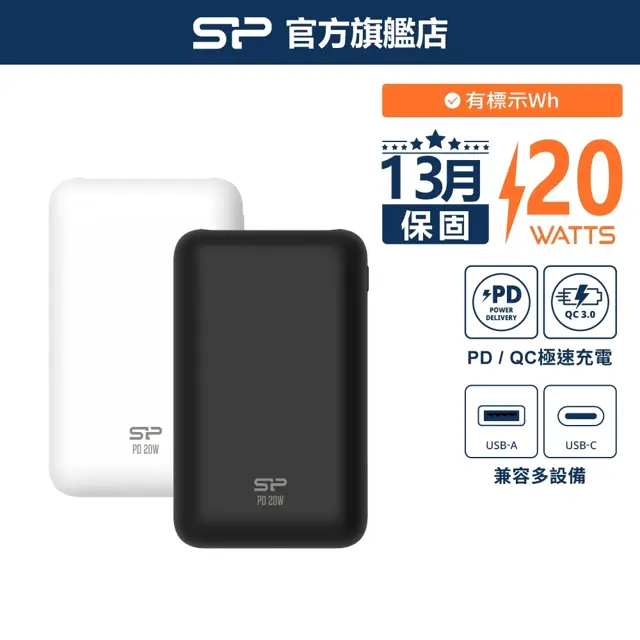 SP 官方旗艦店
有標示Wh
13月
保固
20
WATTS
PD
POWER
DELIVERY
QC 3.0
PD / QC極速充電
USB-A
USB-C
兼容多設備
SP
PD 20W
SP
PD 20W